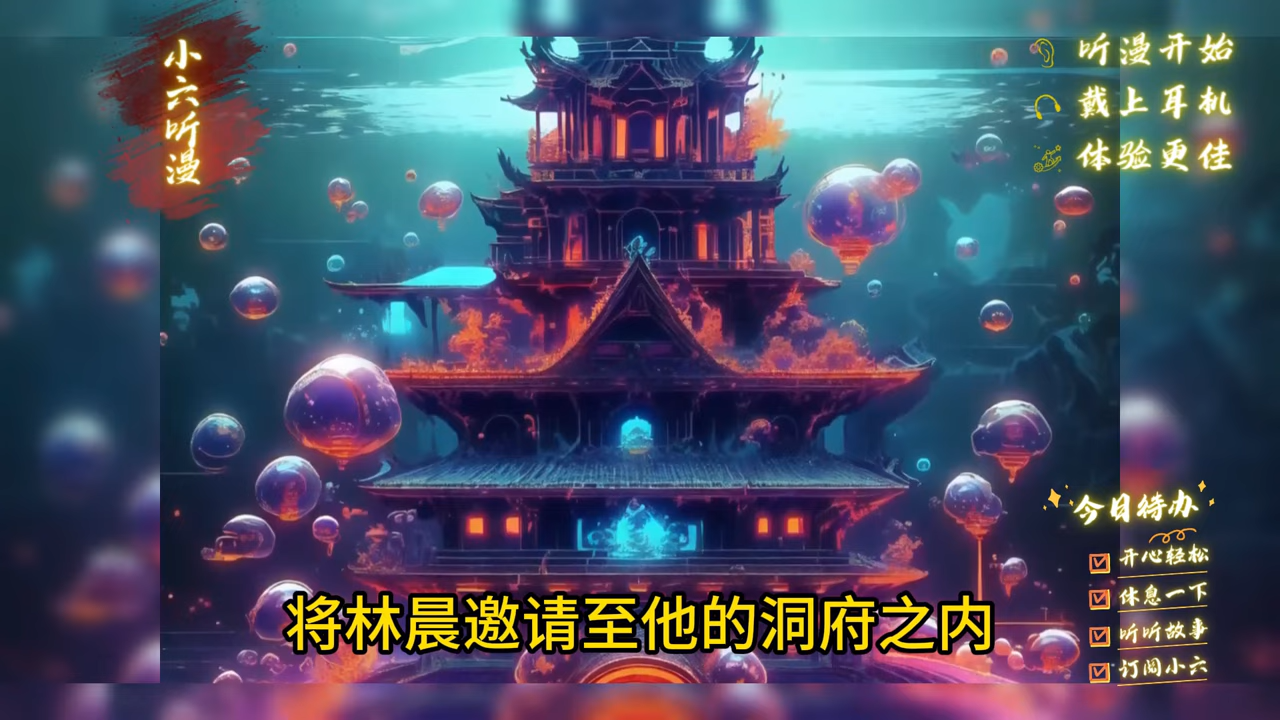 小六听漫
听漫开始
戴上耳机
体验更佳
今日待办
开心轻松
休息一下
听听故事
订阅小六
将林晨邀请至他的洞府之内